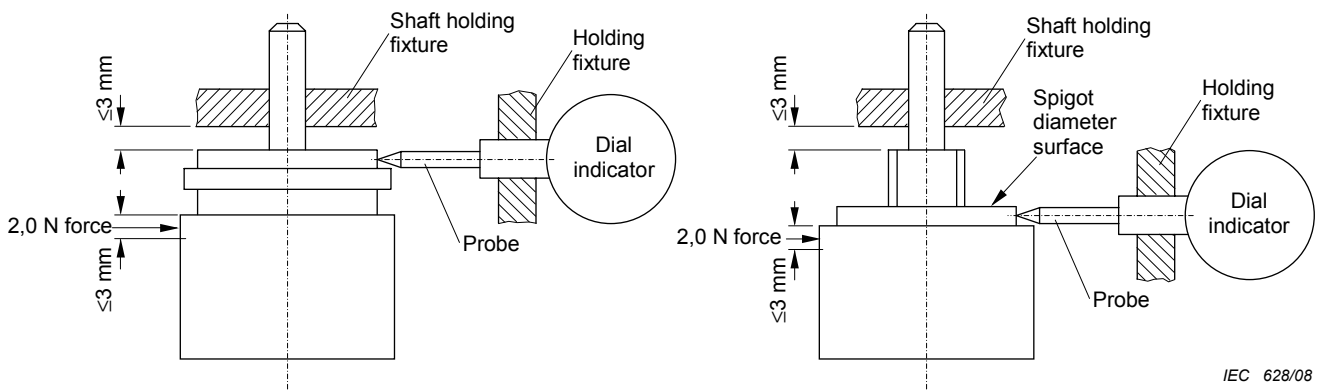 Shaft holding
fixture
Holding
fixture
≤3 mm
Dial
indicator
2,0 N force
Probe
≤3 mm
Shaft holding
fixture
Holding
fixture
≤3 mm
Spigot
diameter
surface
Dial
indicator
2,0 N force
Probe
≤3 mm
IEC 628/08